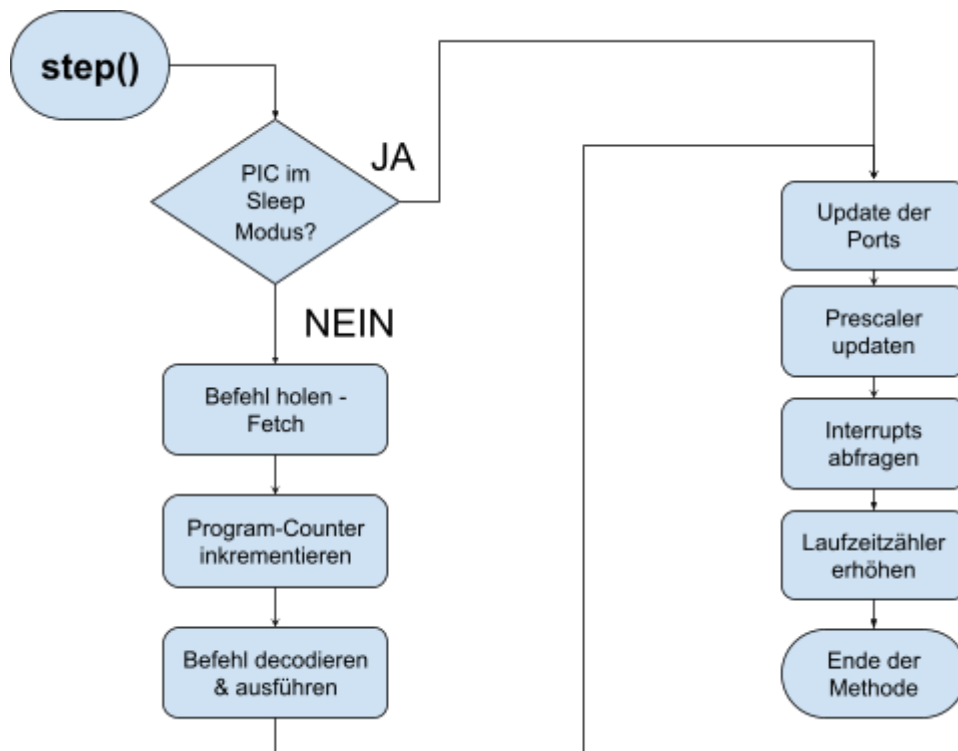 step()
PIC im
Sleep
Modus?
JA
NEIN
Befehl holen -
Fetch
Program-Counter
inkrementieren
Befehl decodieren
& ausführen
Update der
Ports
Prescaler
updaten
Interrupts
abfragen
Laufzeitzähler
erhöhen
Ende der
Methode